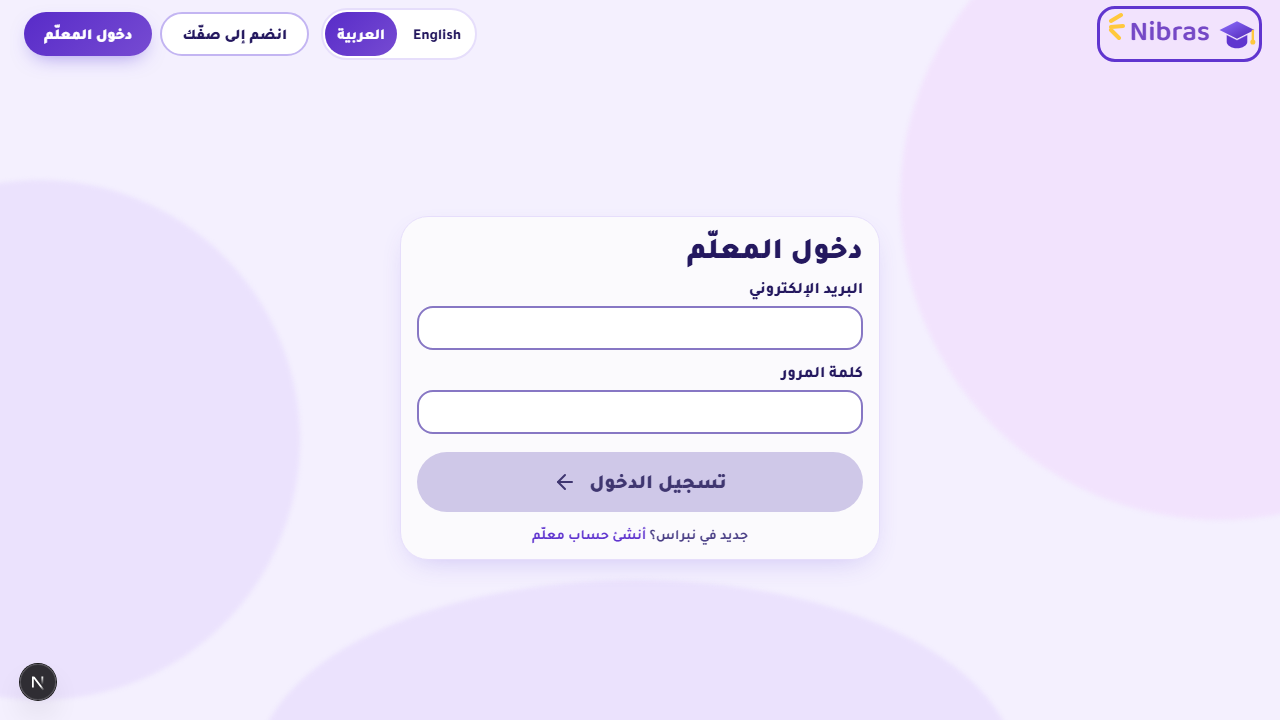 Nibras
English
العربية
انضم إلى صفّك
دخول المعلّم
دخول المعلّم
البريد الإلكتروني
كلمة المرور
تسجيل الدخول
جديد في نبراس؟ أنشئ حساب معلّم
N